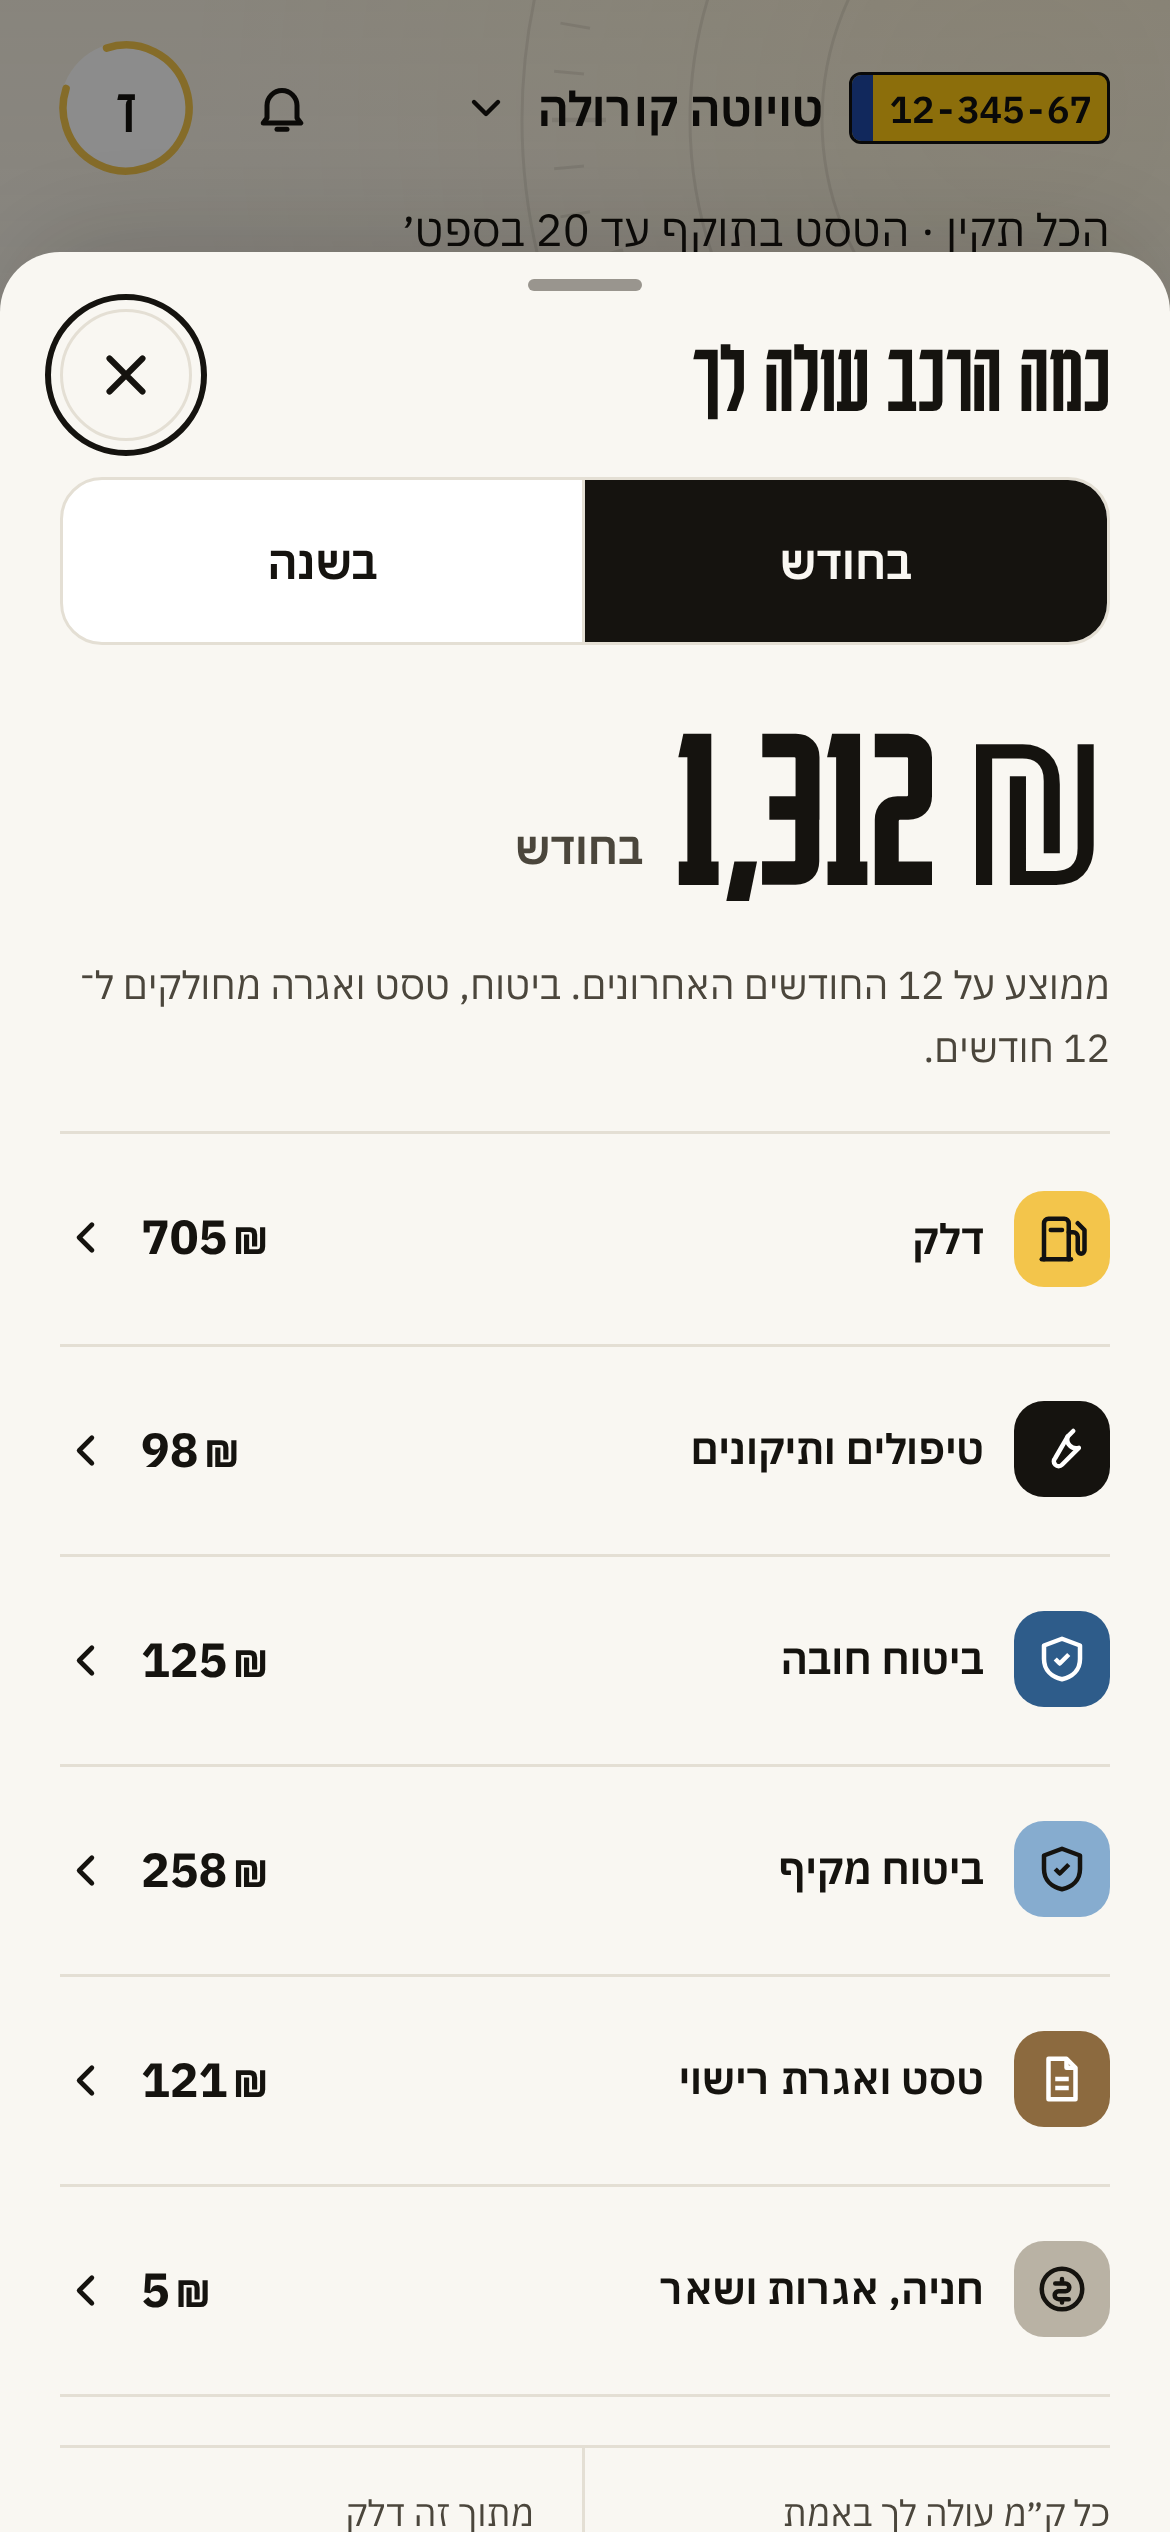 12-345-67 טויוטה קורולה
ז
הכל תקין · הטסט בתוקף עד 20 בספט׳
כמה הרכב עולה לך
בחודש
בשנה
₪ 1,312 בחודש
ממוצע על 12 החודשים האחרונים. ביטוח, טסט ואגרה מחולקים ל־
12 חודשים.
דלק ₪705
טיפולים ותיקונים ₪98
ביטוח חובה ₪125
ביטוח מקיף ₪258
טסט ואגרת רישוי ₪121
חניה, אגרות ושאר ₪5
כל ק״מ עולה לך באמת
מתוך זה דלק